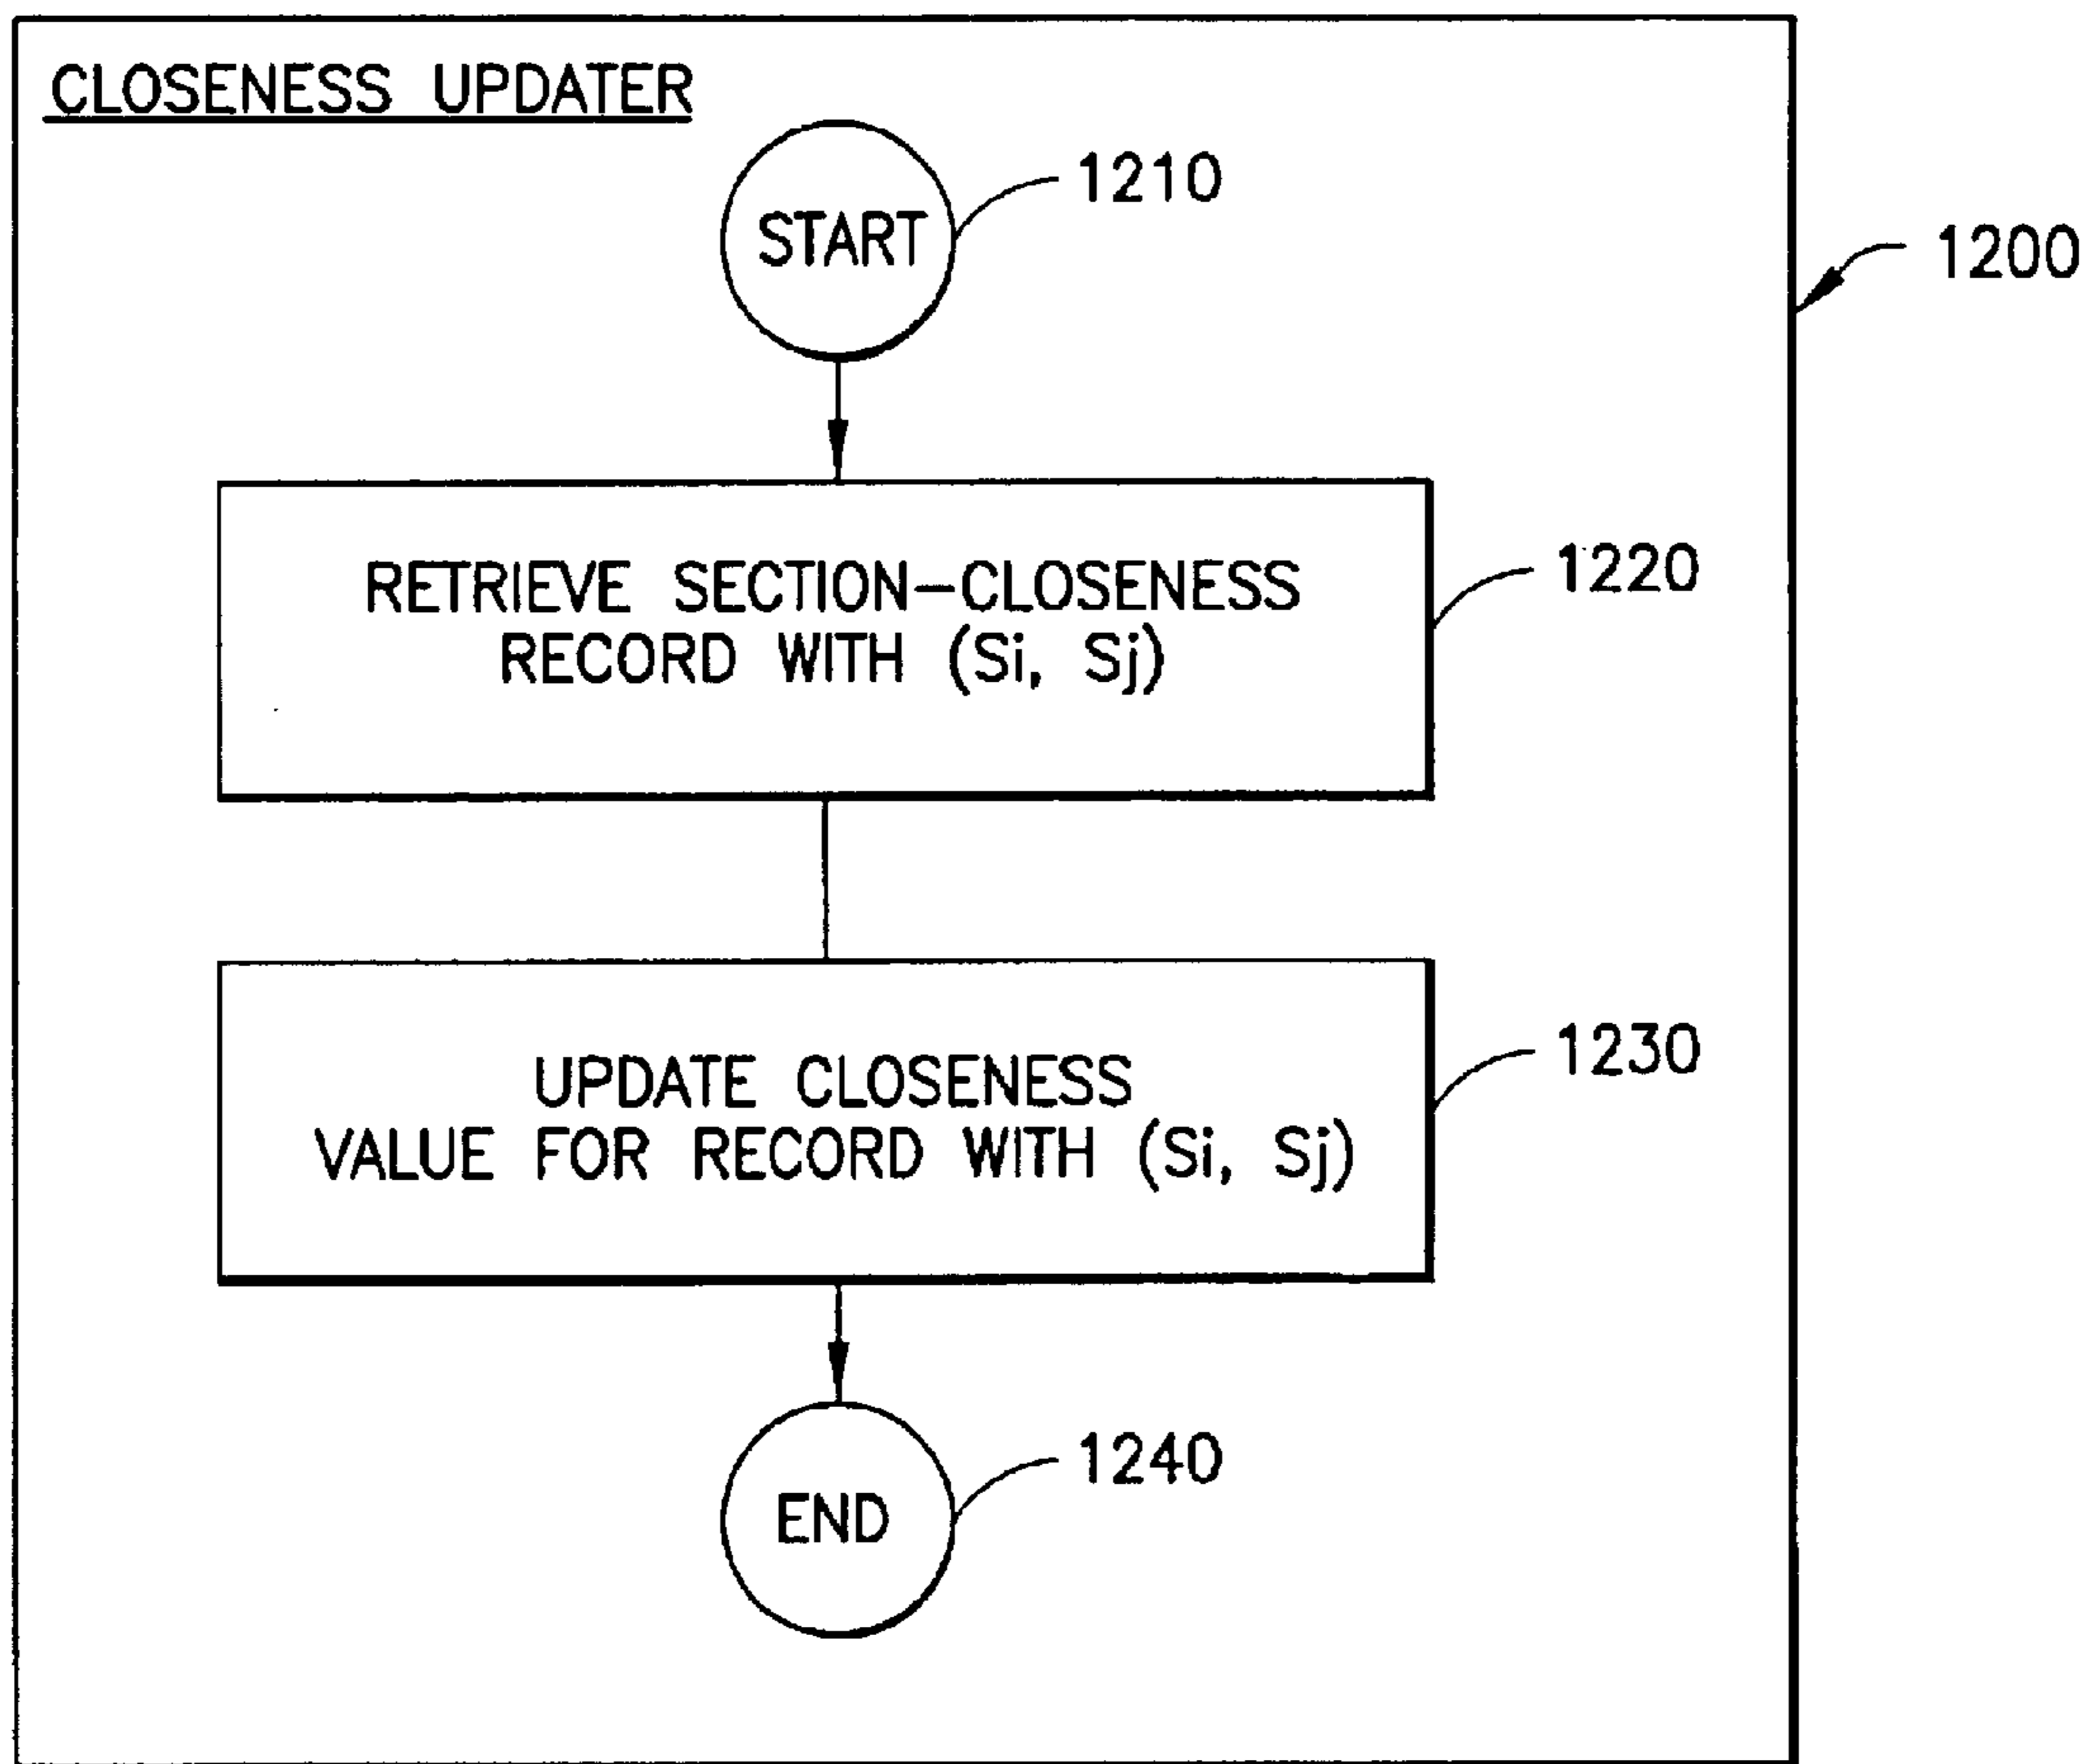 CLOSENESS UPDATER
START
1210
1200
RETRIEVE SECTION-CLOSENESS
RECORD WITH (Si, Sj)
1220
UPDATE CLOSENESS
VALUE FOR RECORD WITH (Si, Sj)
1230
END
1240